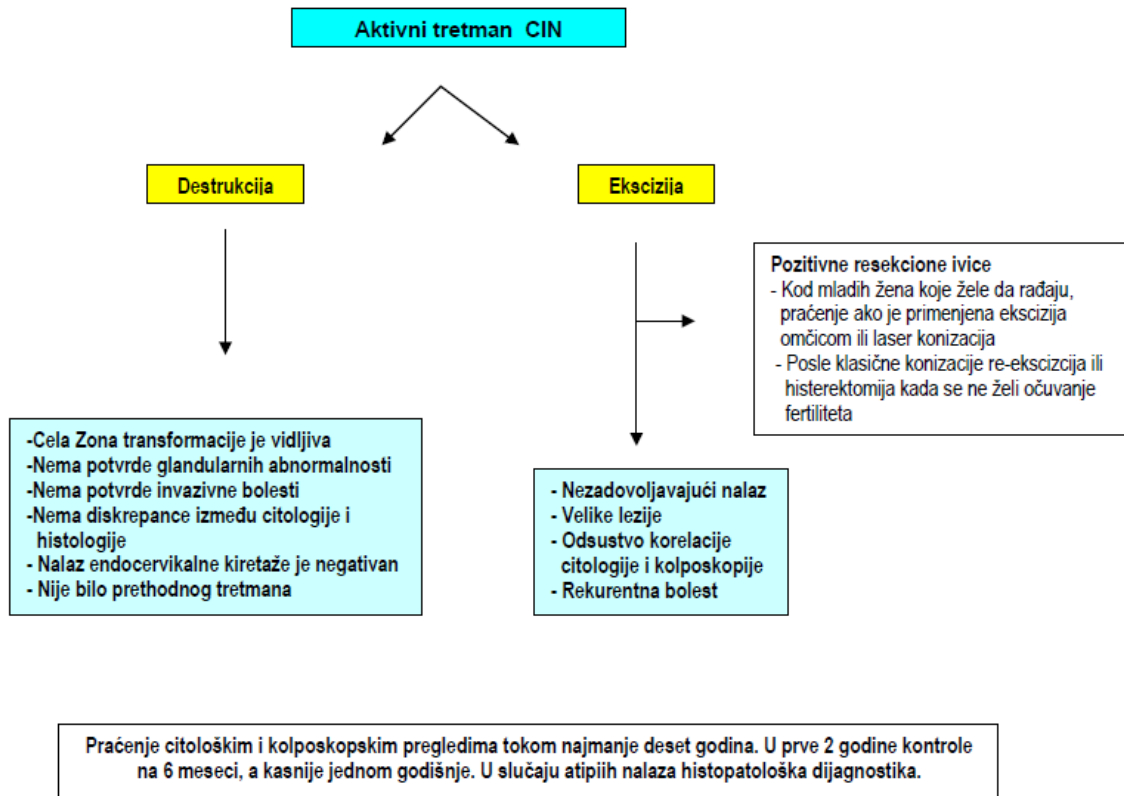 Aktivni tretman CIN
Destrukcija
Ekscizija
Pozitivne resekcione ivice
- Kod mladih žena koje žele da rađaju,
praćenje ako je primenjena ekscizija
omčicom ili laser konizacija
- Posle klasične konizacije re-ekscizcija ili
histerektomija kada se ne želi očuvanje
fertiliteta
-Cela Zona transformacije je vidljiva
-Nema potvrde glandularnih abnormalnosti
-Nema potvrde invazivne bolesti
-Nema diskrepance između citologije i
histologije
- Nalaz endocervikalne kiretaže je negativan
- Nije bilo prethodnog tretmana
- Nezadovoljavajući nalaz
- Velike lezije
- Odsustvo korelacije
citologije i kolposkopije
- Rekurentna bolest
Praćenje citološkim i kolposkopskim pregledima tokom najmanje deset godina. U prve 2 godine kontrole
na 6 meseci, a kasnije jednom godišnje. U slučaju atipiih nalaza histopatološka dijagnostika.